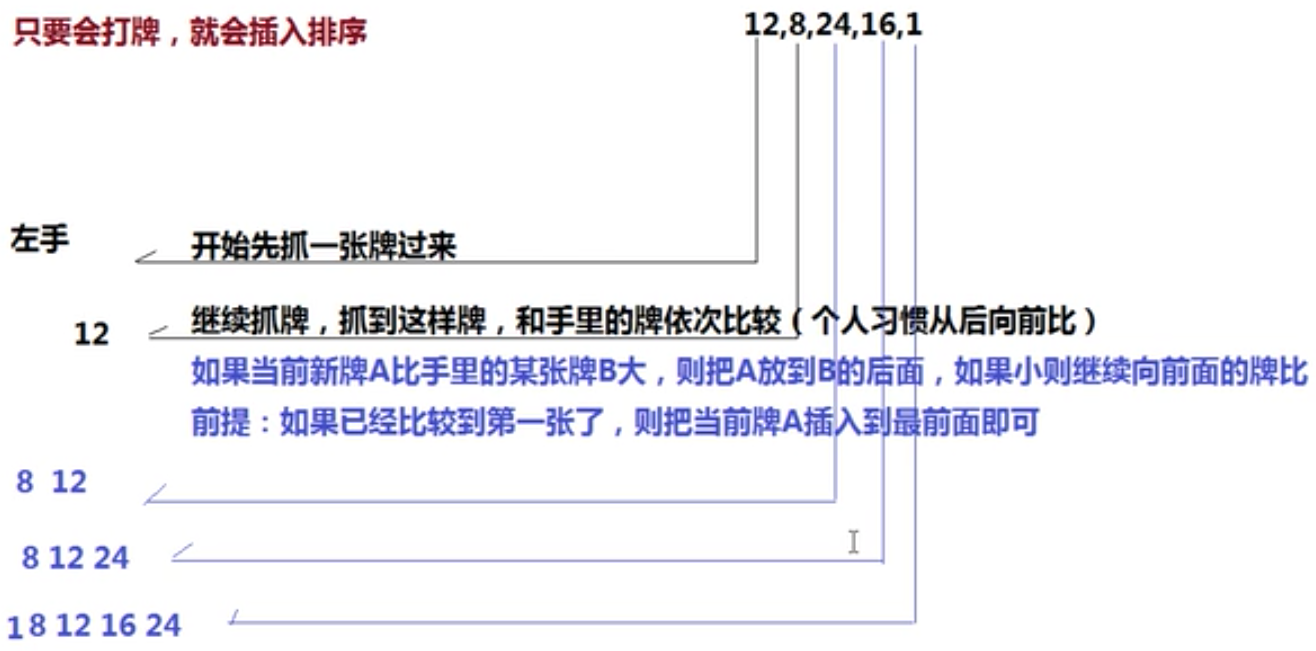 只要会打牌，就会插入排序
12,8,24,16,1
左手
开始先抓一张牌过来
12
继续抓牌，抓到这样牌，和手里的牌依次比较（个人习惯从后向前比）
如果当前新牌A比手里的某张牌B大，则把A放到B的后面，如果小则继续向前面的牌比
前提：如果已经比较到第一张了，则把当前牌A插入到最前面即可
8 12
8 12 24
1 8 12 16 24